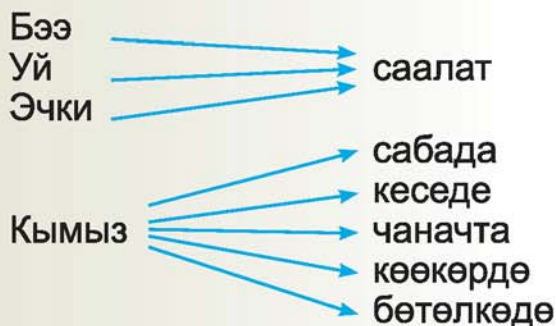 Бээ
Уй
Эчки
саалат
Кымыз
сабада
кеседе
чаначта
көөкөрдө
бөтөлкөдө